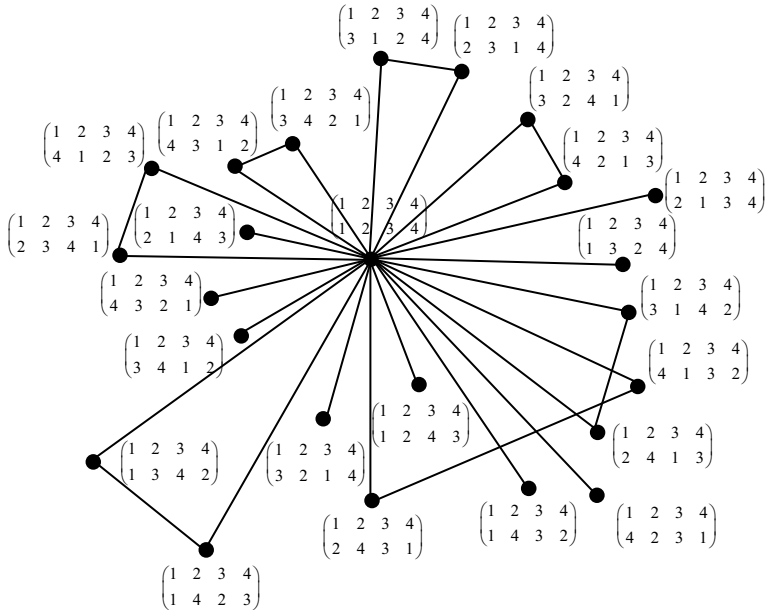 1 2 3 4
3 1 2 4
1 2 3 4
2 3 1 4
1 2 3 4
3 2 4 1
1 2 3 4
3 4 2 1
1 2 3 4
4 3 1 2
1 2 3 4
4 1 2 3
1 2 3 4
4 2 1 3
1 2 3 4
2 1 3 4
1 2 3 4
1 2 3 4
1 2 3 4
2 1 4 3
1 2 3 4
2 3 4 1
1 2 3 4
1 3 2 4
1 2 3 4
4 3 2 1
1 2 3 4
3 1 4 2
1 2 3 4
3 4 1 2
1 2 3 4
4 1 3 2
1 2 3 4
1 2 4 3
1 2 3 4
2 4 1 3
1 2 3 4
1 3 4 2
1 2 3 4
3 2 1 4
1 2 3 4
1 4 3 2
1 2 3 4
4 2 3 1
1 2 3 4
2 4 3 1
1 2 3 4
1 4 2 3